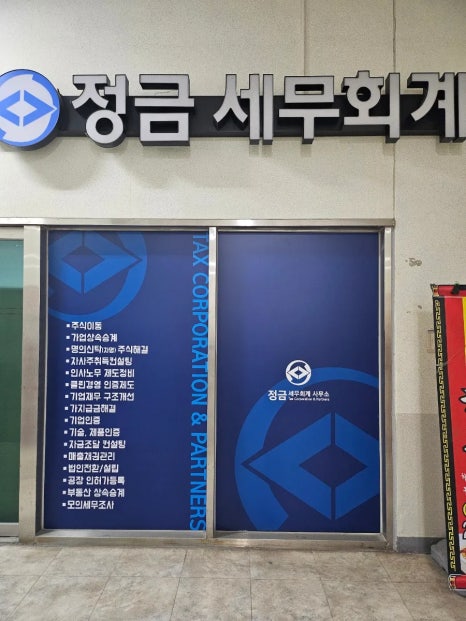 정금 세무회계
TAX CORPORATION & PARTNERS
▪주식이동
▪가업상속승계
▪명의신탁(차명) 주식해결
▪자사주취득컨설팅
▪인사노무 제도정비
▪클린경영 인증제도
▪기업재무 구조개선
▪가지급금해결
▪기업인증
▪기술, 제품인증
▪자금조달 컨설팅
▪매출채권관리
▪법인전환/설립
▪공장 인허가등록
▪부동산 상속승계
▪모의세무조사
정금 세무회계 사무소
Tax Corporation & Partners